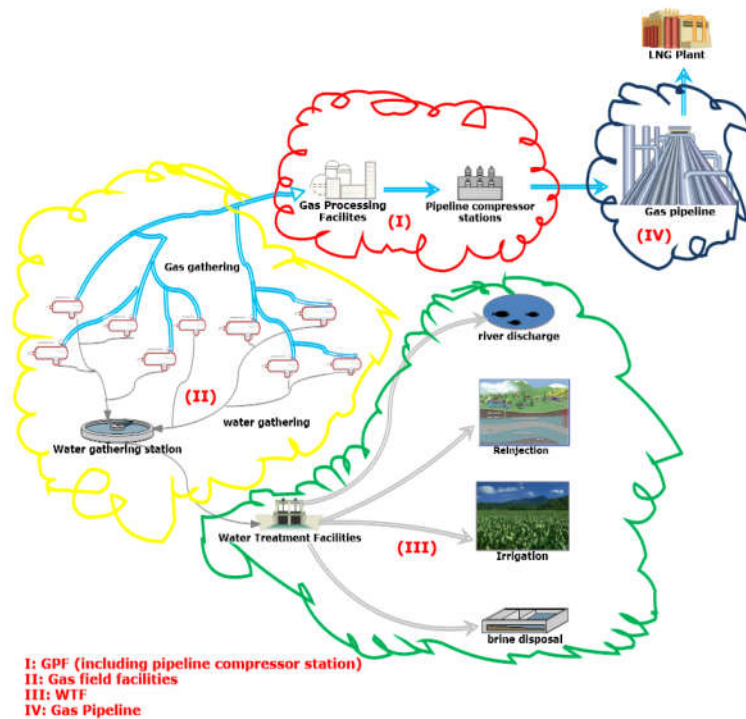 LNG Plant
Gas Processing
Facilites
Pipeline compressor
stations
(I)
Gas pipeline
(IV)
Gas gathering
(II)
water gathering
Water gathering station
river discharge
Reinjection
Water Treatment Facilities
(III)
Irrigation
brine disposal
I: GPF (including pipeline compressor station)
II: Gas field facilities
III: WTF
IV: Gas Pipeline